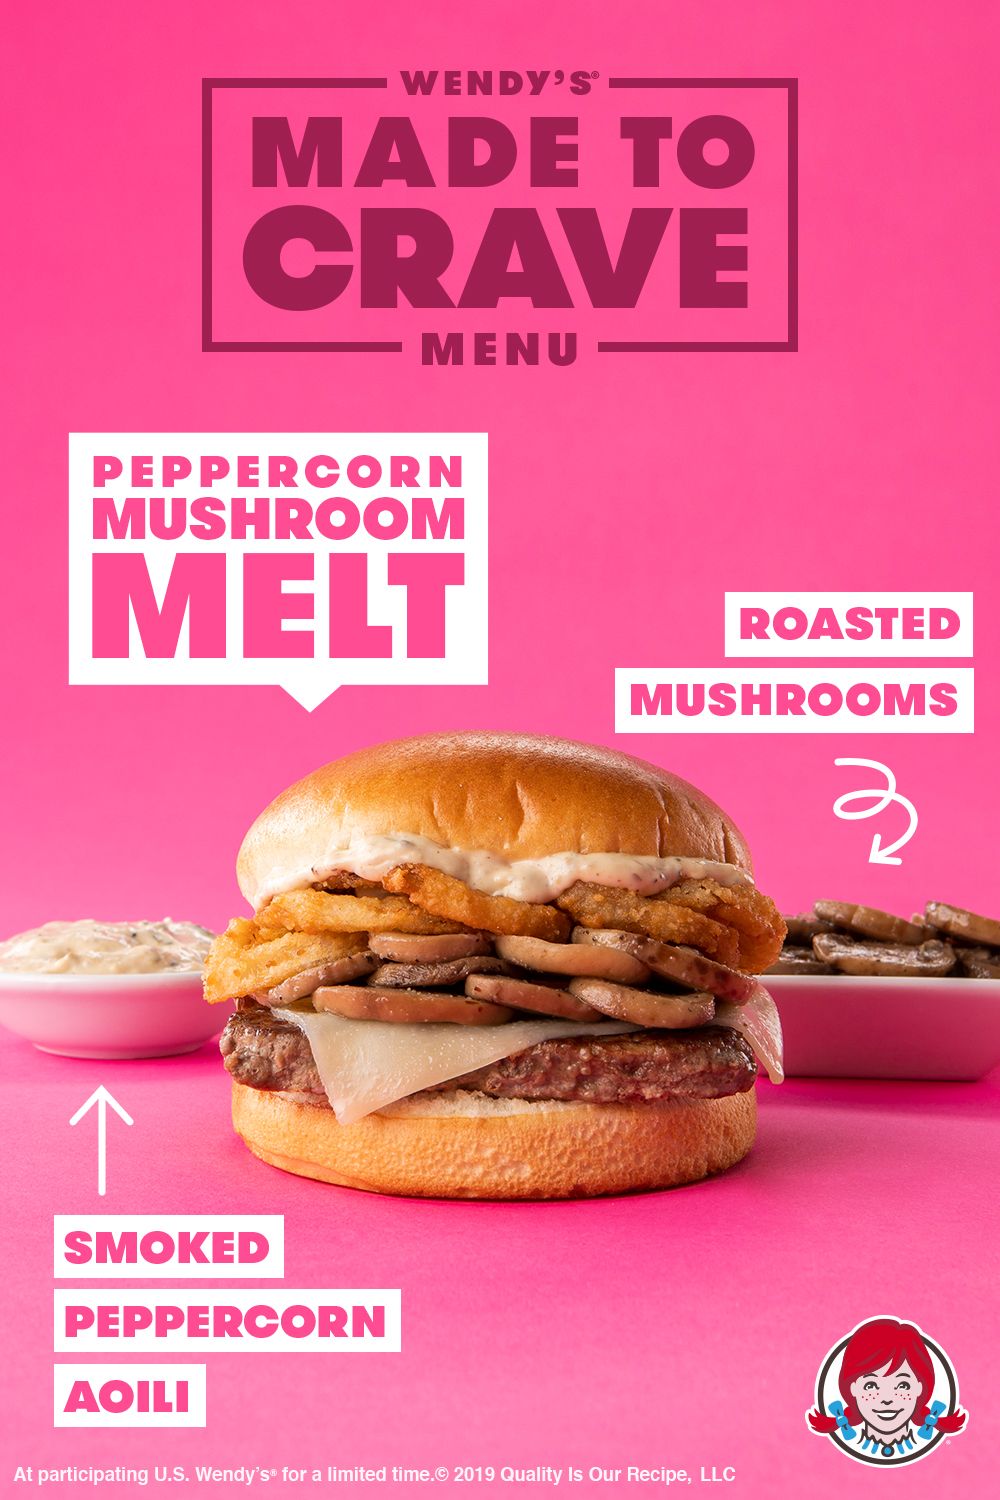 WENDY'S®
MADE TO
CRAVE
MENU
PEPPERCORN
MUSHROOM
MELT
ROASTED
MUSHROOMS
SMOKED
PEPPERCORN
AOILI
At participating U.S. Wendy's® for a limited time.© 2019 Quality Is Our Recipe, LLC